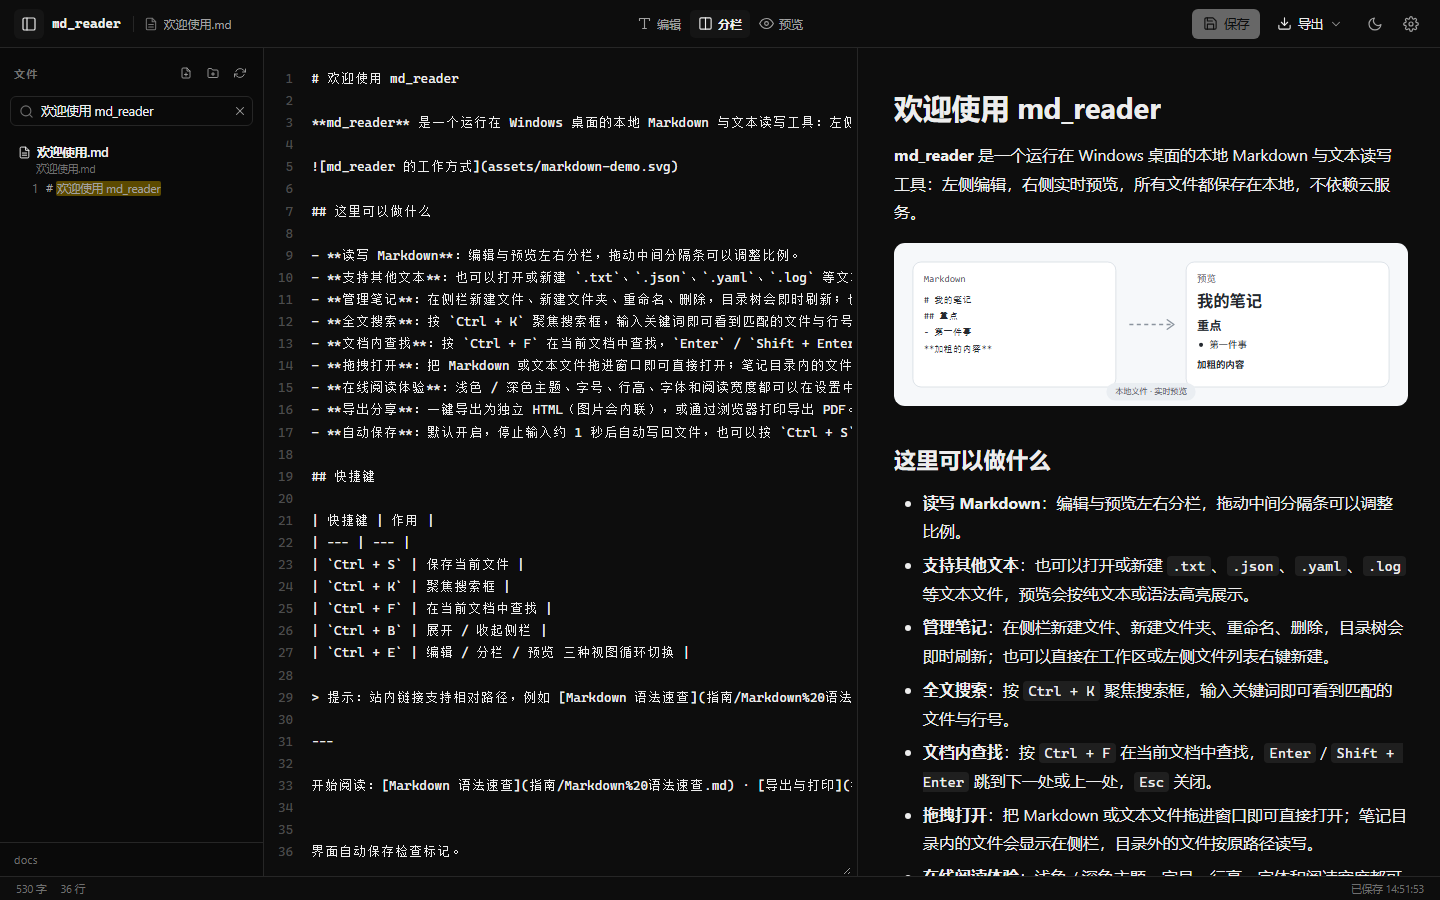 md_reader
欢迎使用.md
编辑
分栏
预览
保存
导出
文件
欢迎使用 md_reader
欢迎使用.md
欢迎使用.md
1 # 欢迎使用 md_reader
docs
1 # 欢迎使用 md_reader
2
3 **md_reader** 是一个运行在 Windows 桌面的本地 Markdown 与文本读写工具：左侧
4
5 ![md_reader 的工作方式](assets/markdown-demo.svg)
6
7 ## 这里可以做什么
8
9 - **读写 Markdown**：编辑与预览左右分栏，拖动中间分隔条可以调整比例。
10 - **支持其他文本**：也可以打开或新建 `.txt`、`.json`、`.yaml`、`.log` 等文
11 - **管理笔记**：在侧栏新建文件、新建文件夹、重命名、删除，目录树会即时刷新；
12 - **全文搜索**：按 `Ctrl + K` 聚焦搜索框，输入关键词即可看到匹配的文件与行号
13 - **文档内查找**：按 `Ctrl + F` 在当前文档中查找，`Enter` / `Shift + Enter
14 - **拖拽打开**：把 Markdown 或文本文件拖进窗口即可直接打开；笔记目录内的文件
15 - **在线阅读体验**：浅色 / 深色主题、字号、行高、字体和阅读宽度都可以在设置中
16 - **导出分享**：一键导出为独立 HTML（图片会内联），或通过浏览器打印导出 PDF。
17 - **自动保存**：默认开启，停止输入约 1 秒后自动写回文件，也可以按 `Ctrl + S`
18
19 ## 快捷键
20
21 | 快捷键 | 作用 |
22 | --- | --- |
23 | `Ctrl + S` | 保存当前文件 |
24 | `Ctrl + K` | 聚焦搜索框 |
25 | `Ctrl + F` | 在当前文档中查找 |
26 | `Ctrl + B` | 展开 / 收起侧栏 |
27 | `Ctrl + E` | 编辑 / 分栏 / 预览 三种视图循环切换 |
28
29 > 提示：站内链接支持相对路径，例如 [Markdown 语法速查](指南/Markdown%20语法
30
31 ---
32
33 开始阅读：[Markdown 语法速查](指南/Markdown%20语法速查.md) · [导出与打印](
34
35
36 界面自动保存检查标记。
欢迎使用 md_reader
md_reader 是一个运行在 Windows 桌面的本地 Markdown 与文本读写
工具：左侧编辑，右侧实时预览，所有文件都保存在本地，不依赖云服
务。
Markdown
# 我的笔记
## 重点
- 第一件事
**加粗的内容**
预览
我的笔记
重点
• 第一件事
加粗的内容
本地文件 · 实时预览
这里可以做什么
• 读写 Markdown：编辑与预览左右分栏，拖动中间分隔条可以调整
比例。
• 支持其他文本：也可以打开或新建 .txt、.json、.yaml、.log
等文本文件，预览会按纯文本或语法高亮展示。
• 管理笔记：在侧栏新建文件、新建文件夹、重命名、删除，目录树会
即时刷新；也可以直接在工作区或左侧文件列表右键新建。
• 全文搜索：按 Ctrl + K 聚焦搜索框，输入关键词即可看到匹配的
文件与行号。
• 文档内查找：按 Ctrl + F 在当前文档中查找，Enter / Shift +
Enter 跳到下一处或上一处，Esc 关闭。
• 拖拽打开：把 Markdown 或文本文件拖进窗口即可直接打开；笔记目
录内的文件会显示在侧栏，目录外的文件按原路径读写。
• 在线阅读体验：浅色 / 深色主题、字号、行高、字体和阅读宽度都可
530 字
36 行
已保存 14:51:53